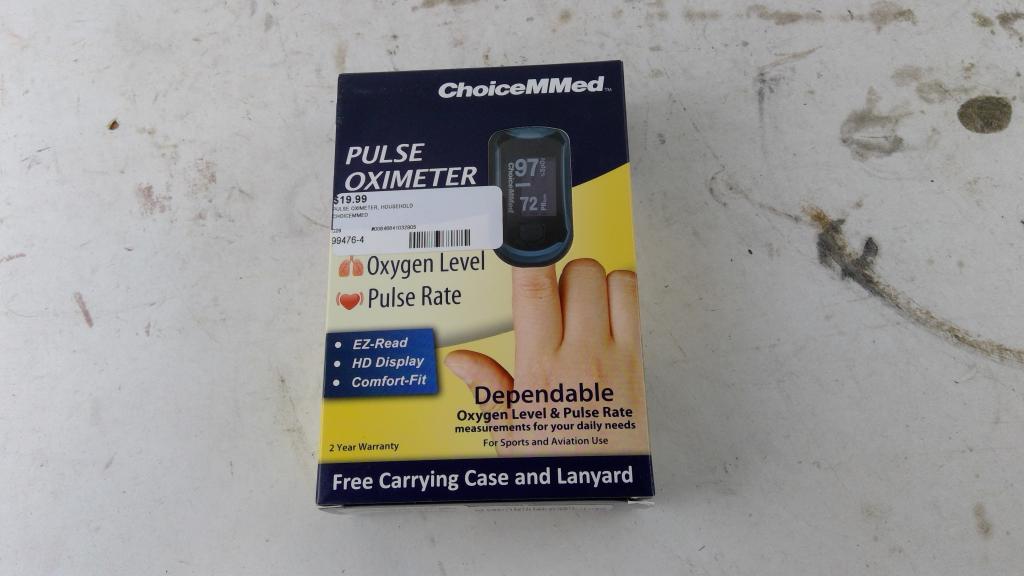 ChoiceMMed™
PULSE
OXIMETER
97
%SpO₂
72
ChoiceMMed
$19.99
PULSE OXIMETER, HOUSEHOLD
CHOICEMMED
99476-4
Oxygen Level
Pulse Rate
• EZ-Read
• HD Display
• Comfort-Fit
Dependable
Oxygen Level & Pulse Rate
measurements for your daily needs
For Sports and Aviation Use
2 Year Warranty
Free Carrying Case and Lanyard